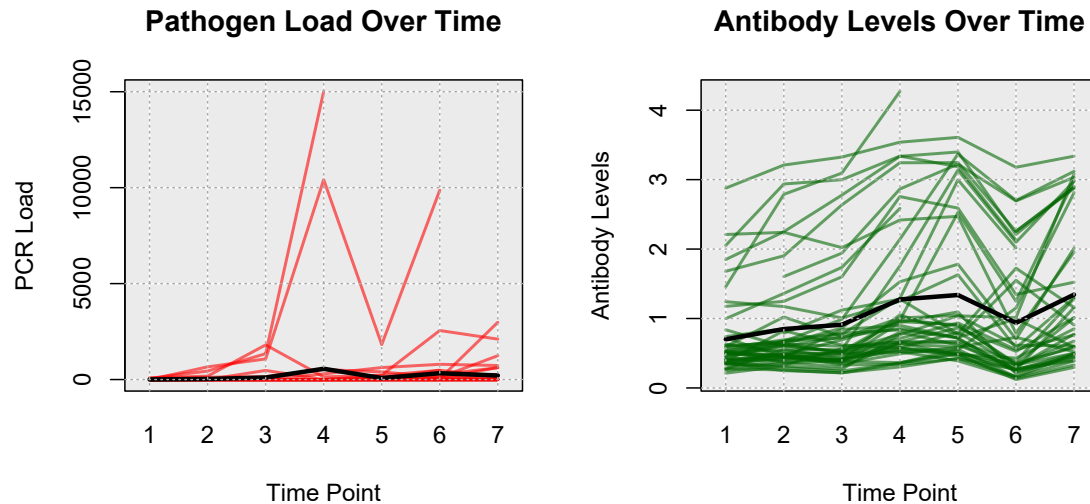 Pathogen Load Over Time
PCR Load
15000
10000
5000
0
1 2 3 4 5 6 7
Time Point
Antibody Levels Over Time
Antibody Levels
4
3
2
1
0
1 2 3 4 5 6 7
Time Point